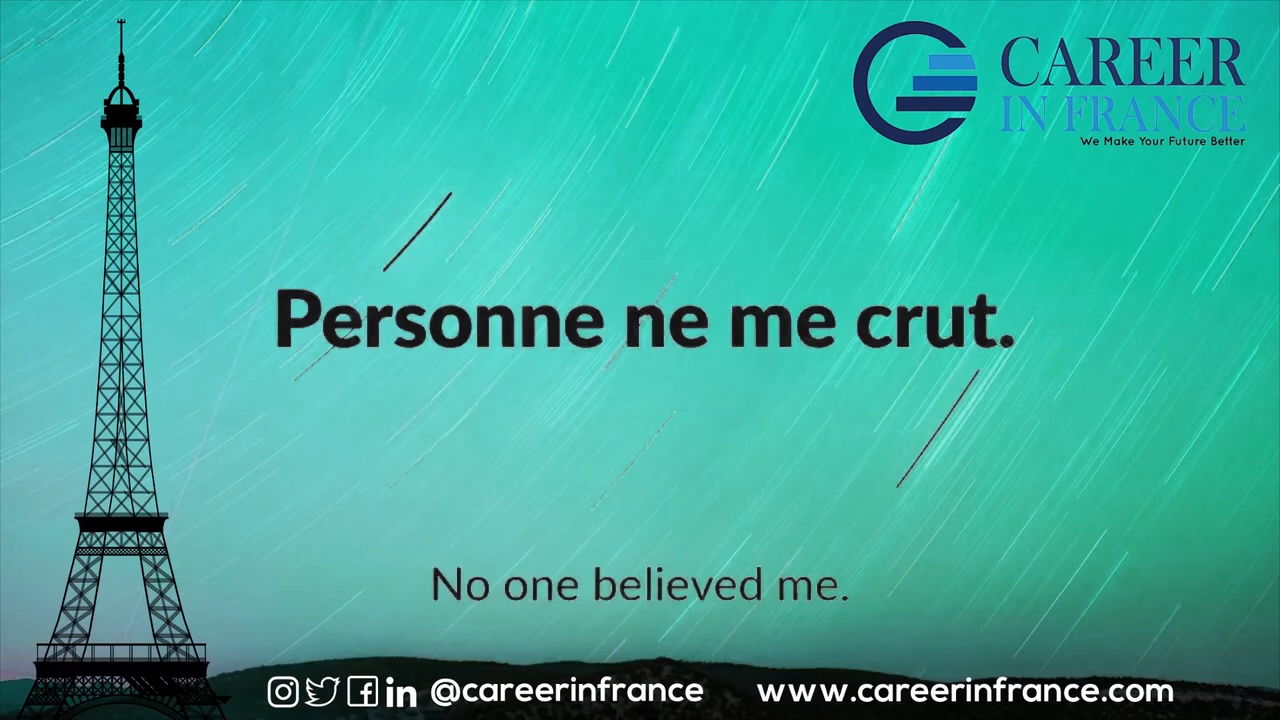 CAREER
IN FRANCE
We Make Your Future Better
Personne ne me crut.
No one believed me.
@careerinfrance www.careerinfrance.com